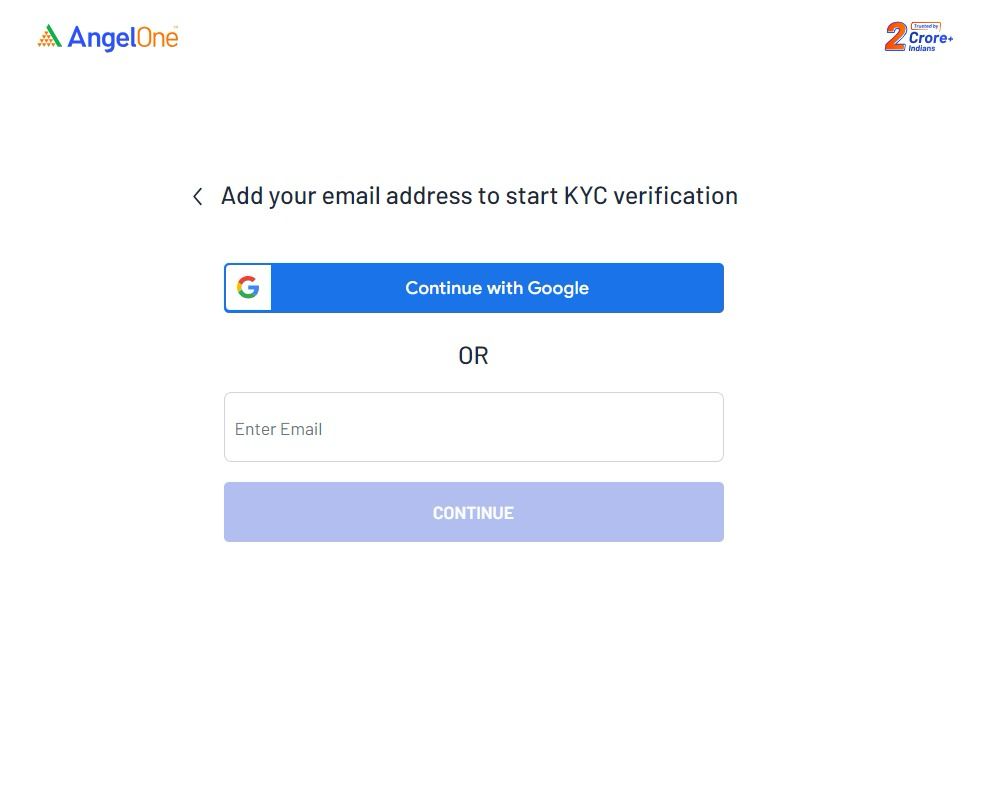 AngelOne
Trusted by
2 Crore+
Indians
Add your email address to start KYC verification
Continue with Google
OR
Enter Email
CONTINUE